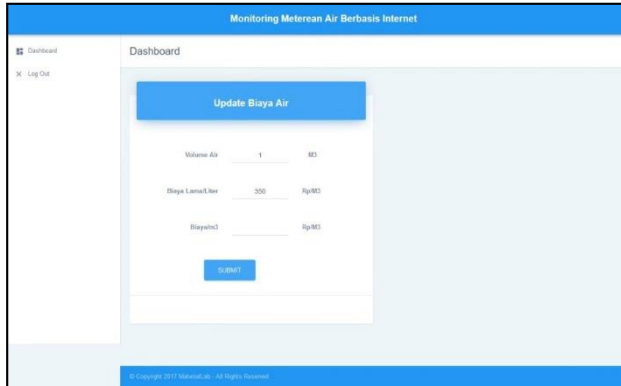 Monitoring Meterean Air Berbasis Internet
Dashboard
Log Out
Dashboard
Update Biaya Air
Volume Air 1 M3
Biaya Lama/Liter 350 Rp/M3
Biaya/m3 Rp/M3
SUBMIT
© Copyright 2017 MaterialLab - All Rights Reserved